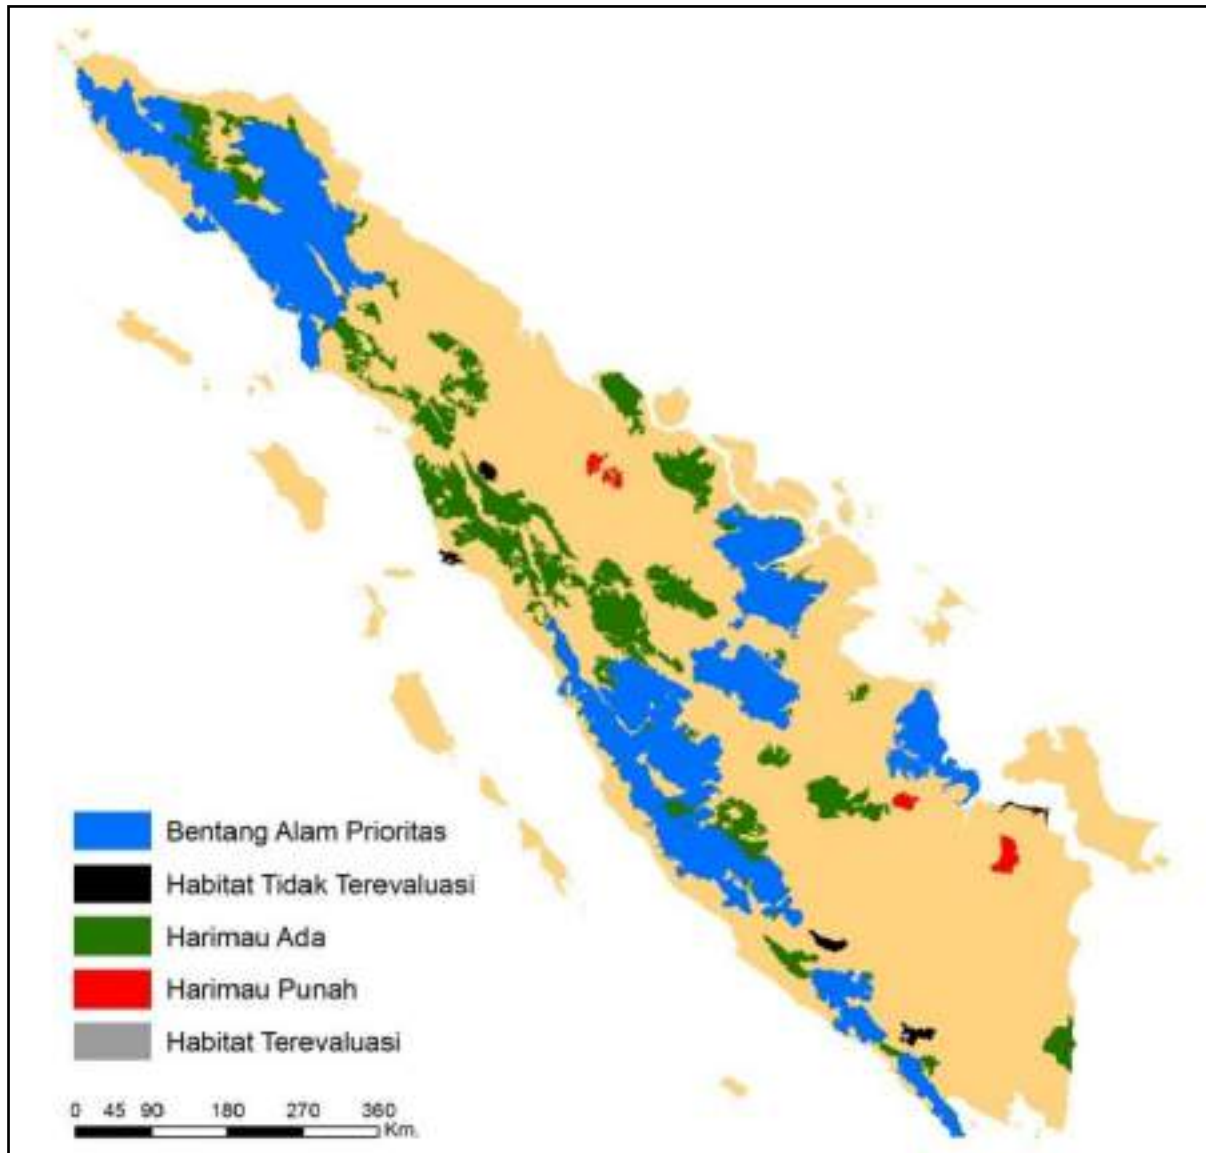 Bentang Alam Prioritas
Habitat Tidak Terevaluasi
Harimau Ada
Harimau Punah
Habitat Terevaluasi
0 45 90 180 270 360
Km.